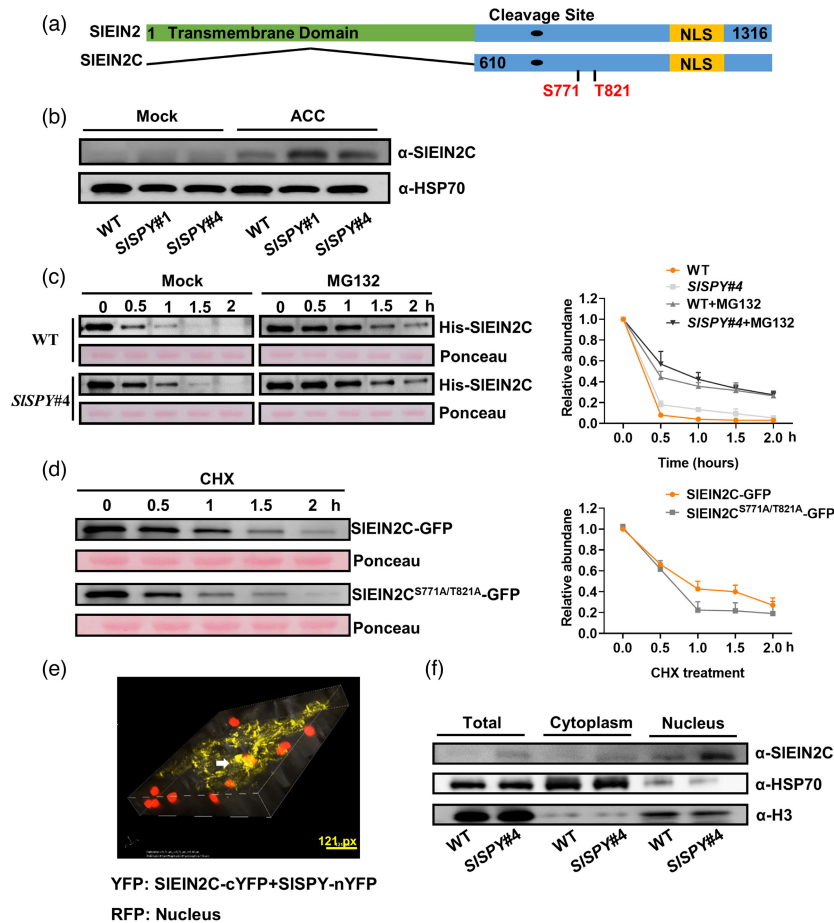 (a)
Cleavage Site
SlEIN2 1 Transmembrane Domain NLS 1316
SlEIN2C 610 NLS
S771 T821
(b)
Mock ACC
α-SlEIN2C
α-HSP70
WT SlSPY#1 SlSPY#4 WT SlSPY#1 SlSPY#4
(c)
Mock MG132
0 0.5 1 1.5 2 0 0.5 1 1.5 2 h
WT
His-SlEIN2C
Ponceau
SlSPY#4
His-SlEIN2C
Ponceau
WT
SlSPY#4
WT+MG132
SlSPY#4+MG132
Relative abundane
1.2
1.0
0.8
0.6
0.4
0.2
0.0
0.0 0.5 1.0 1.5 2.0 h
Time (hours)
(d)
CHX
0 0.5 1 1.5 2 h
SlEIN2C-GFP
Ponceau
SlEIN2CS771A/T821A-GFP
Ponceau
SlEIN2C-GFP
SlEIN2CS771A/T821A-GFP
Relative abundane
1.2
1.0
0.8
0.6
0.4
0.2
0.0
0.0 0.5 1.0 1.5 2.0 h
CHX treatment
(e)
121 px
YFP: SlEIN2C-cYFP+SlSPY-nYFP
RFP: Nucleus
(f)
Total Cytoplasm Nucleus
α-SlEIN2C
α-HSP70
α-H3
WT SlSPY#4 WT SlSPY#4 WT SlSPY#4